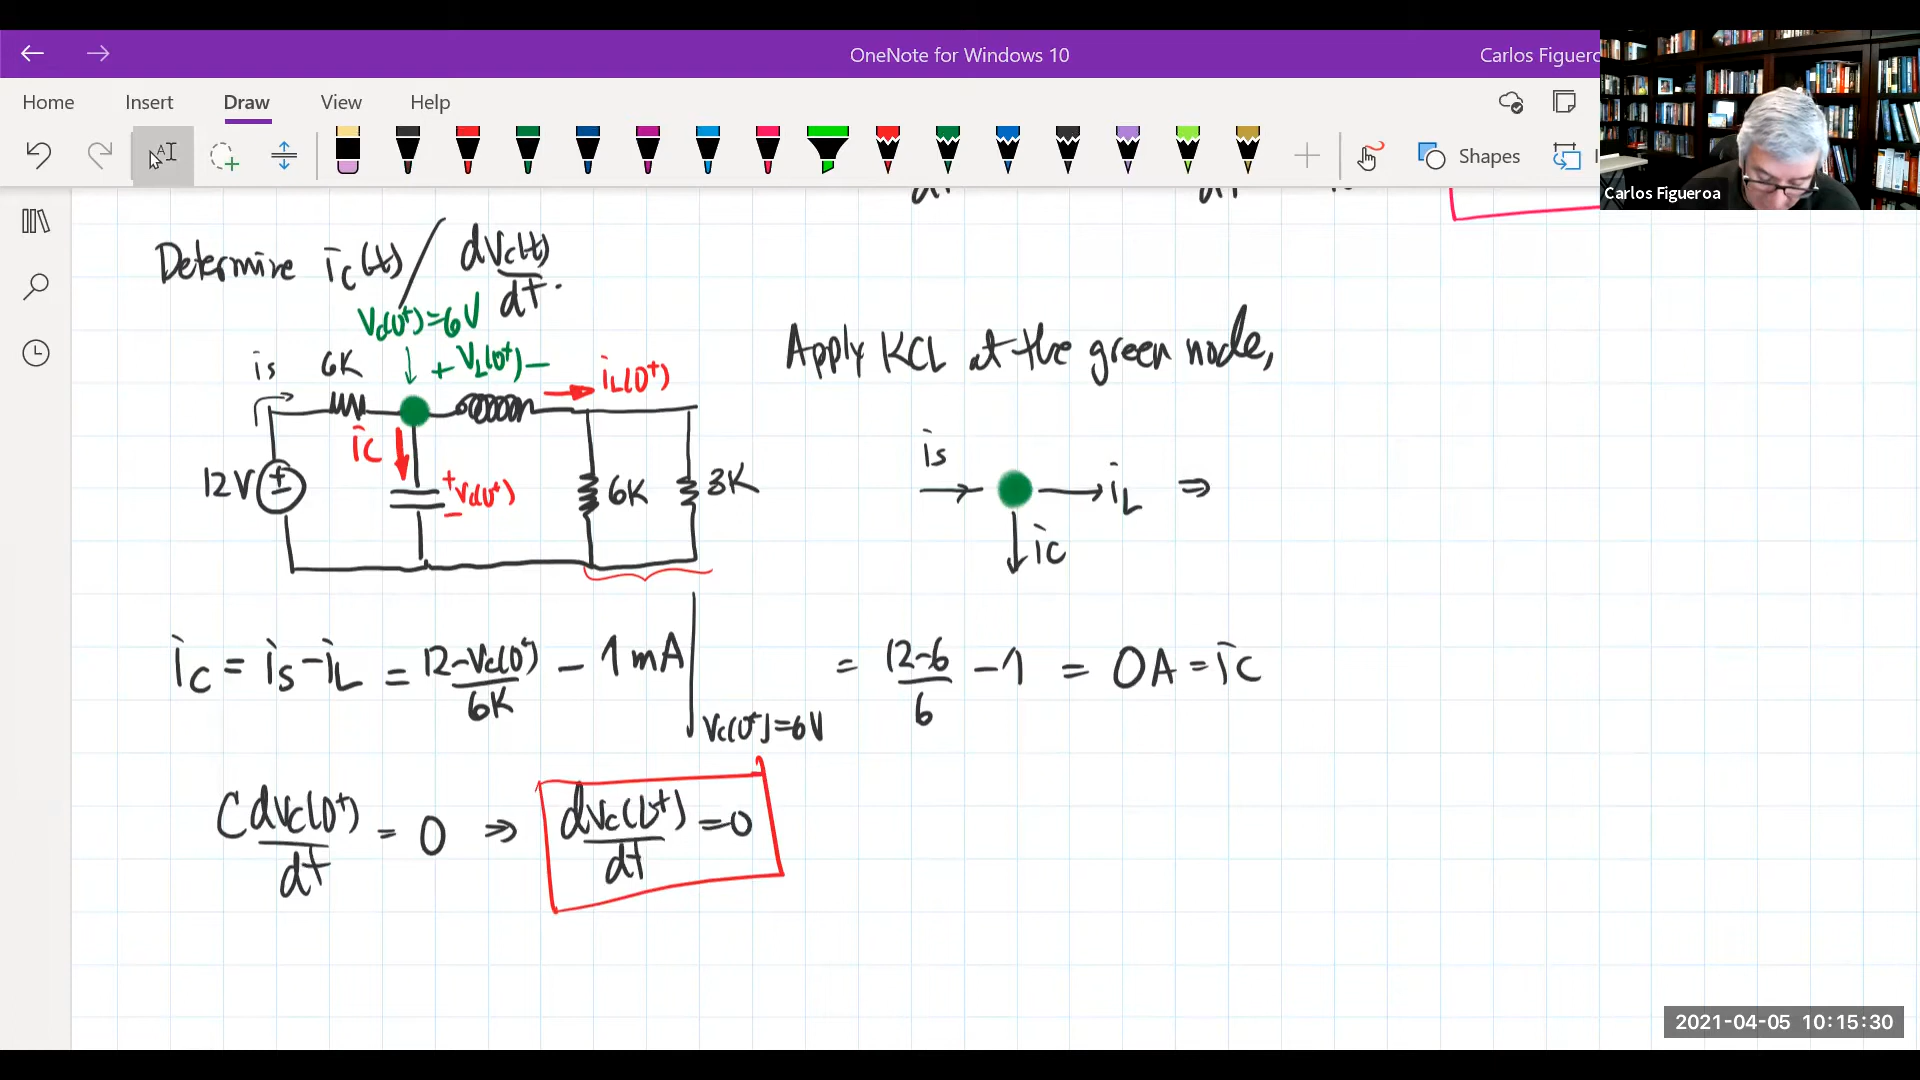 OneNote for Windows 10
Carlos Figuero
Home Insert Draw View Help
Shapes
Carlos Figueroa
Determine ic(t) / dvc(t)/dt.
Vc(0+)=6V
is 6K + VL(0+) − iL(0+)
ic
12V ± + Vc(0+) − 6K 3K
Apply KCL at the green node,
is → iL ⇒
ic
ic = is − iL = (12−Vc(0+))/6K − 1 mA | Vc(0+)=6V = (12−6)/6 − 1 = 0A = ic
C dVc(0+)/dt = 0 ⇒ dVc(0+)/dt = 0
2021-04-05 10:15:30